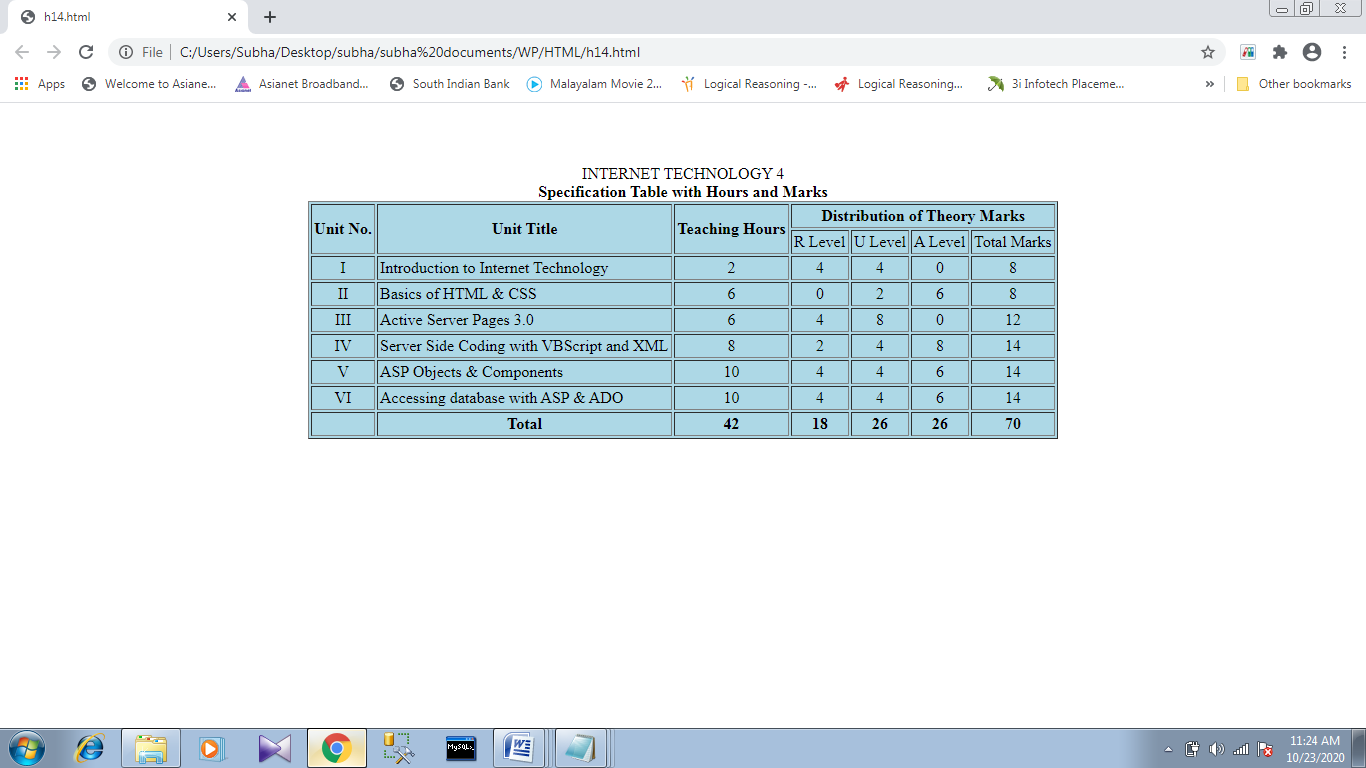 h14.html
File C:/Users/Subha/Desktop/subha/subha%20documents/WP/HTML/h14.html
Apps Welcome to Asiane... Asianet Broadband... South Indian Bank Malayalam Movie 2... Logical Reasoning -... Logical Reasoning... 3i Infotech Placeme... » Other bookmarks
INTERNET TECHNOLOGY 4
Specification Table with Hours and Marks
Unit No. Unit Title Teaching Hours Distribution of Theory Marks
R Level U Level A Level Total Marks
I Introduction to Internet Technology 2 4 4 0 8
II Basics of HTML & CSS 6 0 2 6 8
III Active Server Pages 3.0 6 4 8 0 12
IV Server Side Coding with VBScript and XML 8 2 4 8 14
V ASP Objects & Components 10 4 4 6 14
VI Accessing database with ASP & ADO 10 4 4 6 14
Total 42 18 26 26 70
11:24 AM
10/23/2020